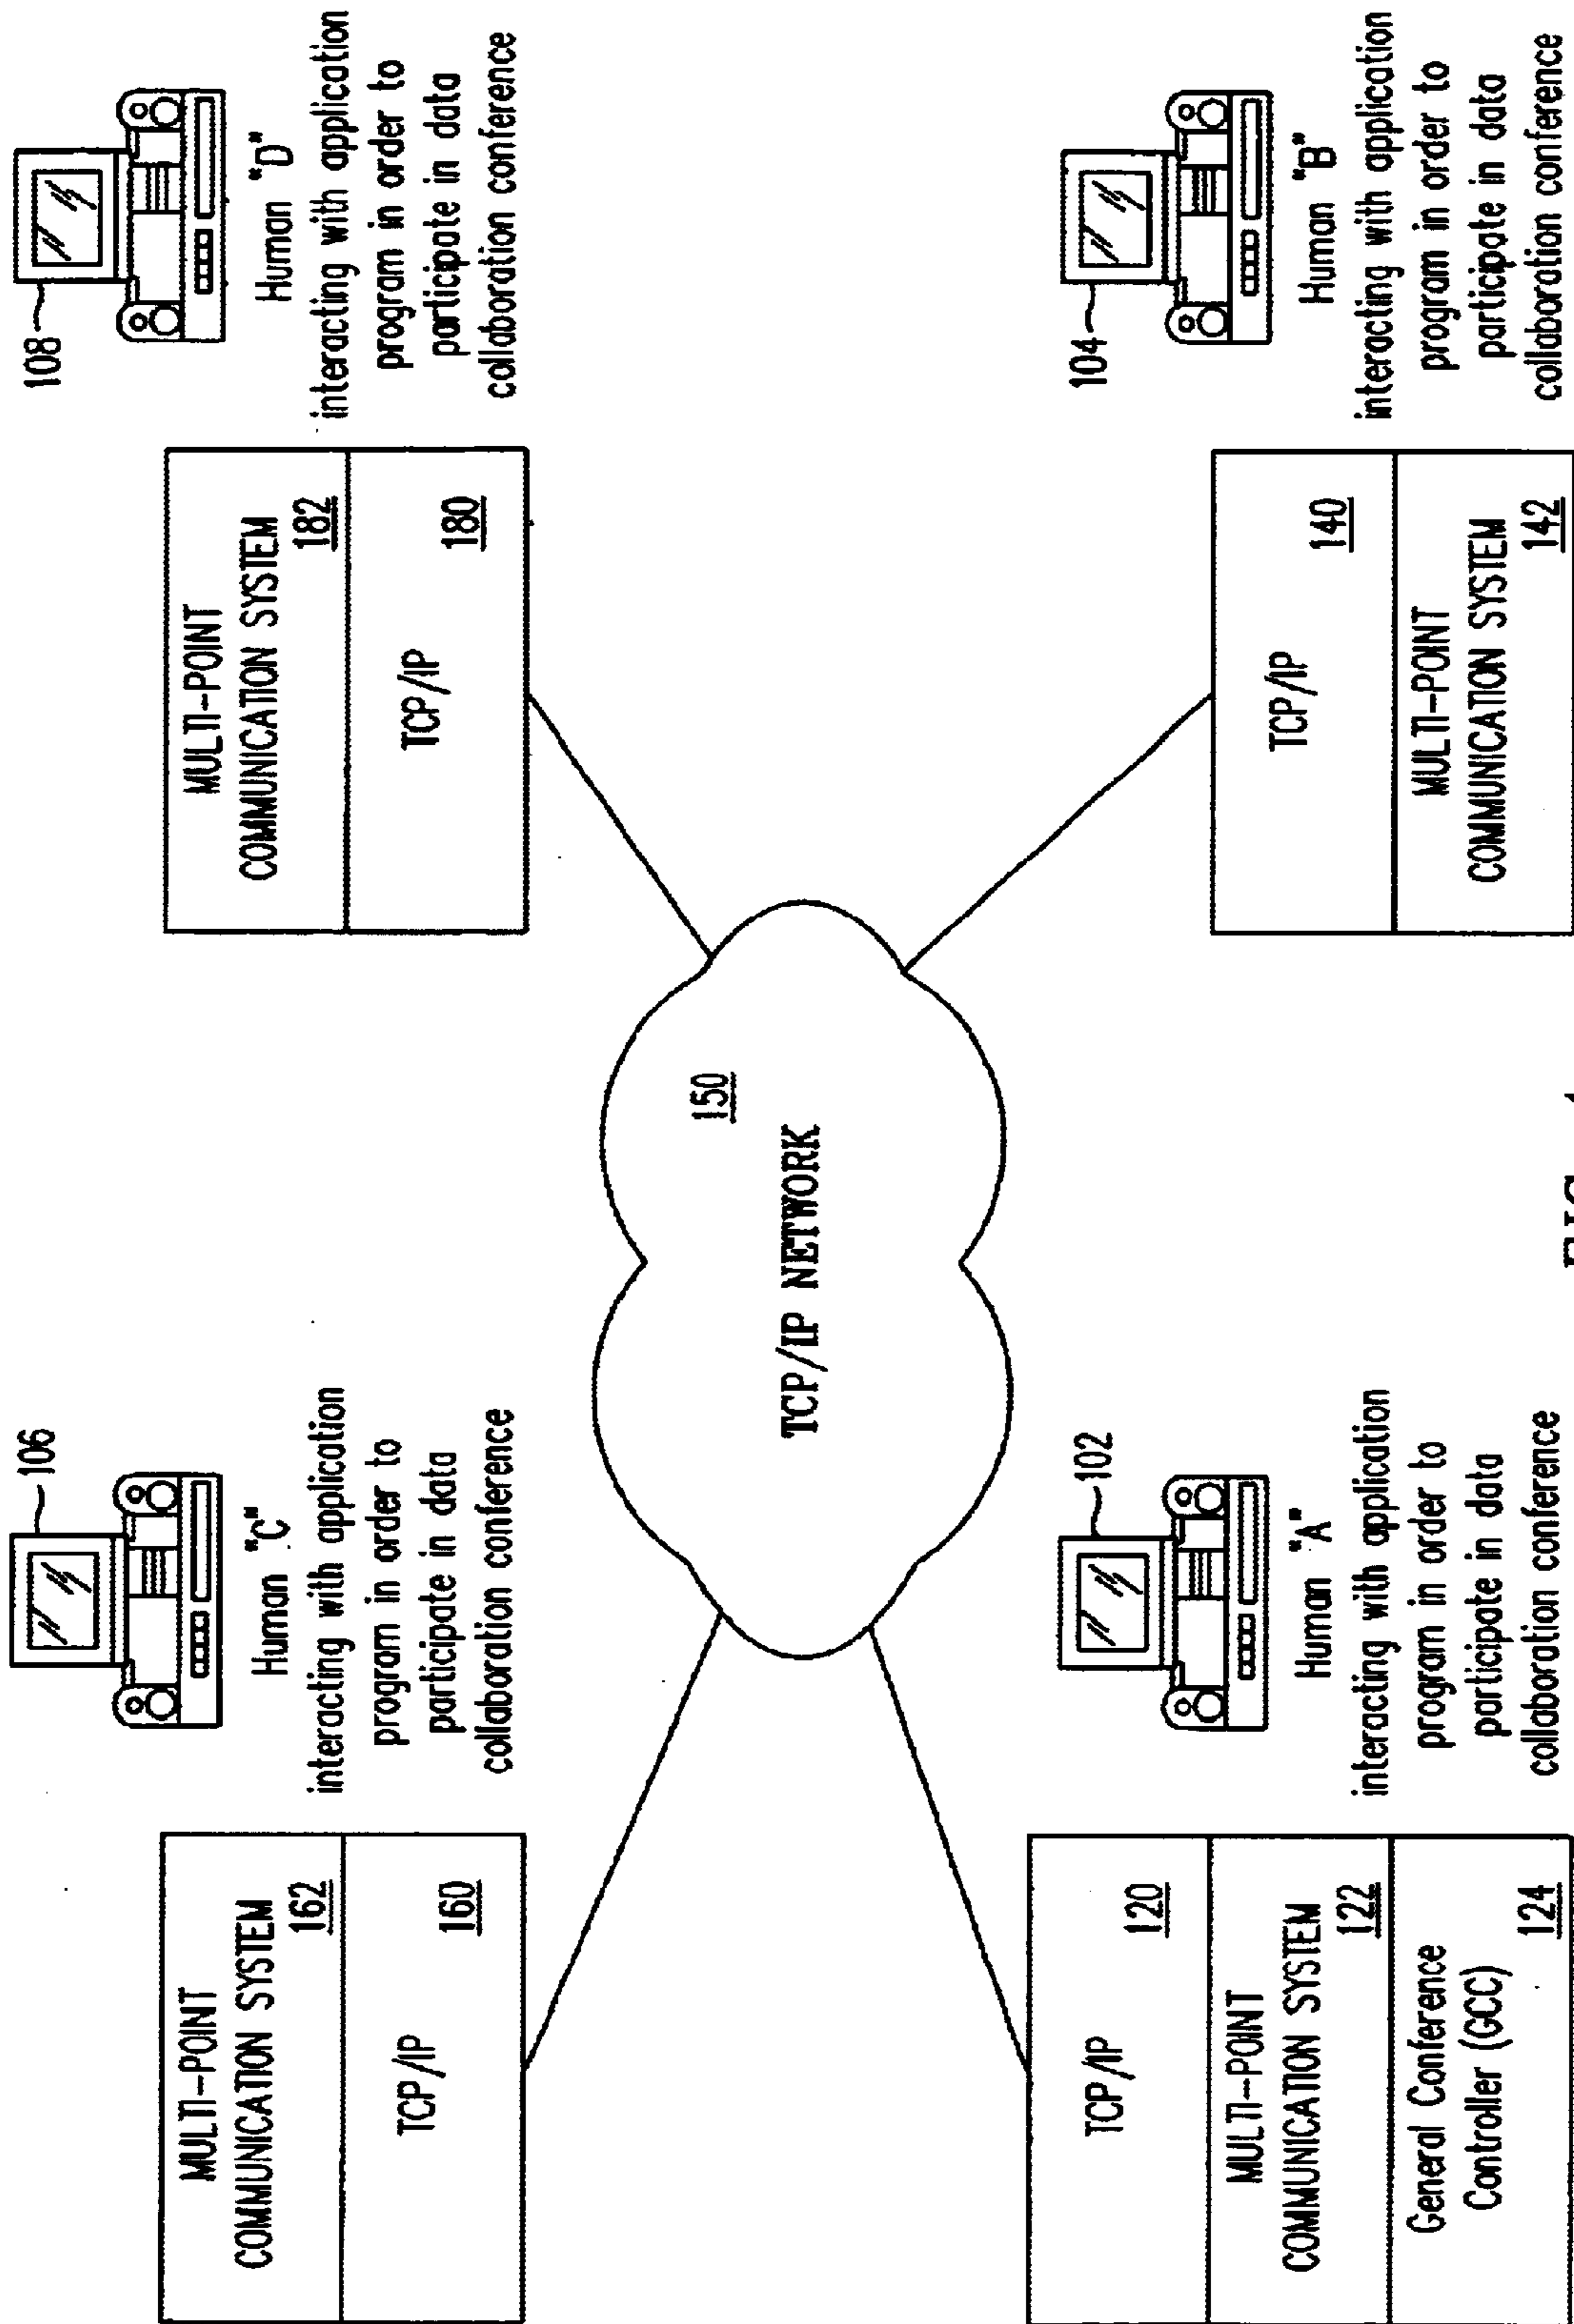 MULTI-POINT
COMMUNICATION SYSTEM
162
TCP/IP
160
106
Human "C"
interacting with application
program in order to
participate in data
collaboration conference
MULTI-POINT
COMMUNICATION SYSTEM
182
TCP/IP
180
108
Human "D"
interacting with application
program in order to
participate in data
collaboration conference
150
TCP/IP NETWORK
TCP/IP
120
MULTI-POINT
COMMUNICATION SYSTEM
122
General Conference
Controller (GCC)
124
102
Human "A"
interacting with application
program in order to
participate in data
collaboration conference
TCP/IP
140
MULTI-POINT
COMMUNICATION SYSTEM
142
104
Human "B"
interacting with application
program in order to
participate in data
collaboration conference
FIG.